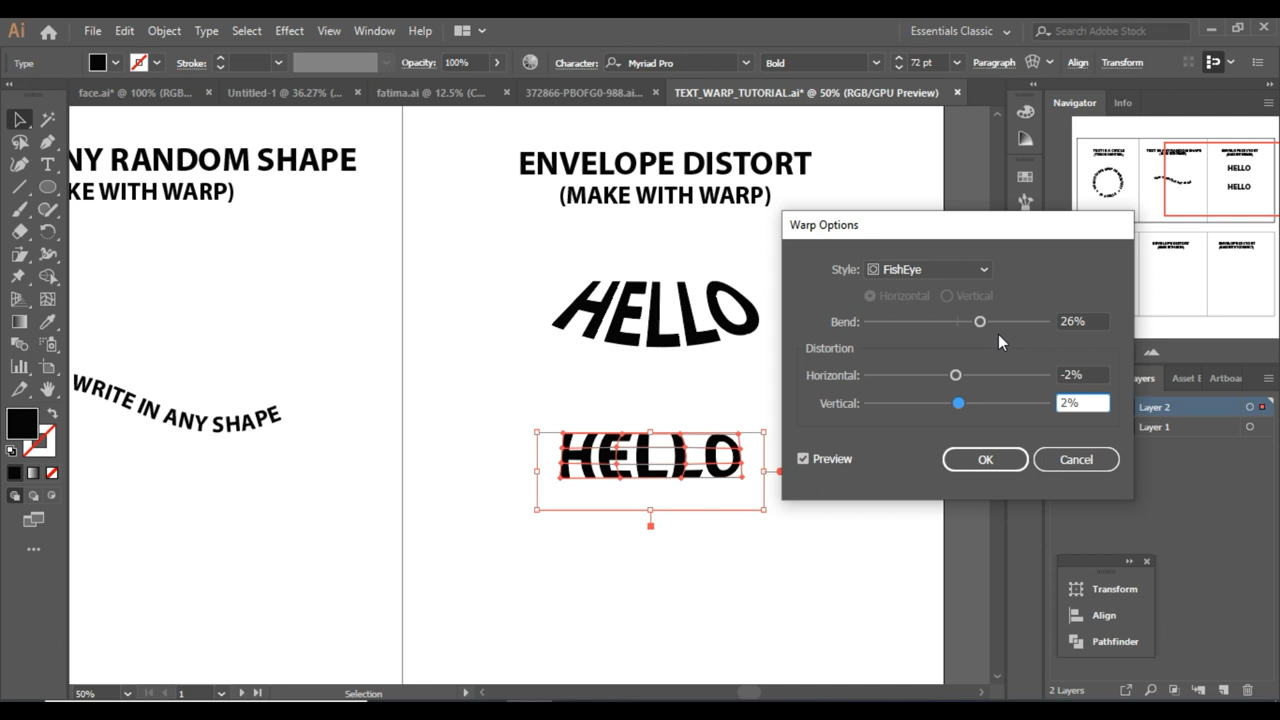 Ai File Edit Object Type Select Effect View Window Help Essentials Classic Search Adobe Stock
Type Stroke: Opacity: 100% Character: Myriad Pro Bold 72 pt Paragraph Align Transform
face.ai* @ 100% (RGB... Untitled-1 @ 36.27% (... fatima.ai @ 12.5% (C... 372866-PBOFG0-988.ai... TEXT_WARP_TUTORIAL.ai* @ 50% (RGB/GPU Preview)
Navigator Info
NY RANDOM SHAPE
KE WITH WARP)
ENVELOPE DISTORT
(MAKE WITH WARP)
HELLO
HELLO
HELLO
WRITE IN ANY SHAPE
HELLO
Warp Options
Style: FishEye
Horizontal Vertical
Bend: 26%
Distortion
Horizontal: -2%
Vertical: 2%
Preview OK Cancel
ayers Asset E Artboar
Layer 2
Layer 1
Transform
Align
Pathfinder
50% 1 Selection
2 Layers